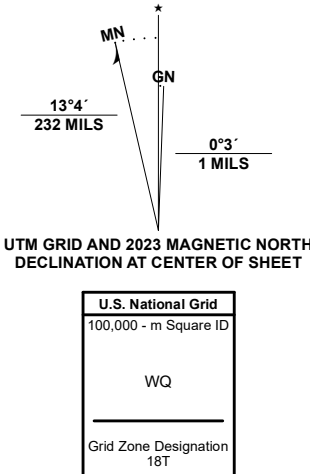 ★
MN
GN
13°4´
232 MILS
0°3´
1 MILS
UTM GRID AND 2023 MAGNETIC NORTH
DECLINATION AT CENTER OF SHEET
U.S. National Grid
100,000 - m Square ID
WQ
Grid Zone Designation
18T